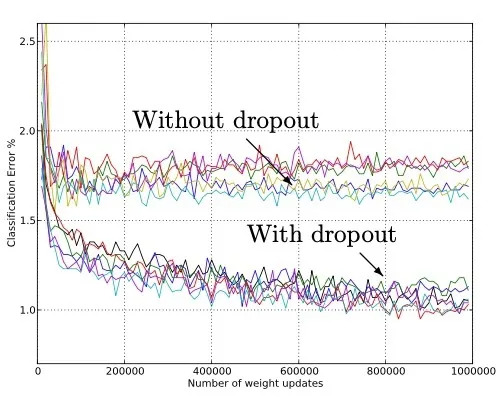 2.5
Without dropout
2.0
Classification Error %
1.5
With dropout
1.0
0 200000 400000 600000 800000 1000000
Number of weight updates